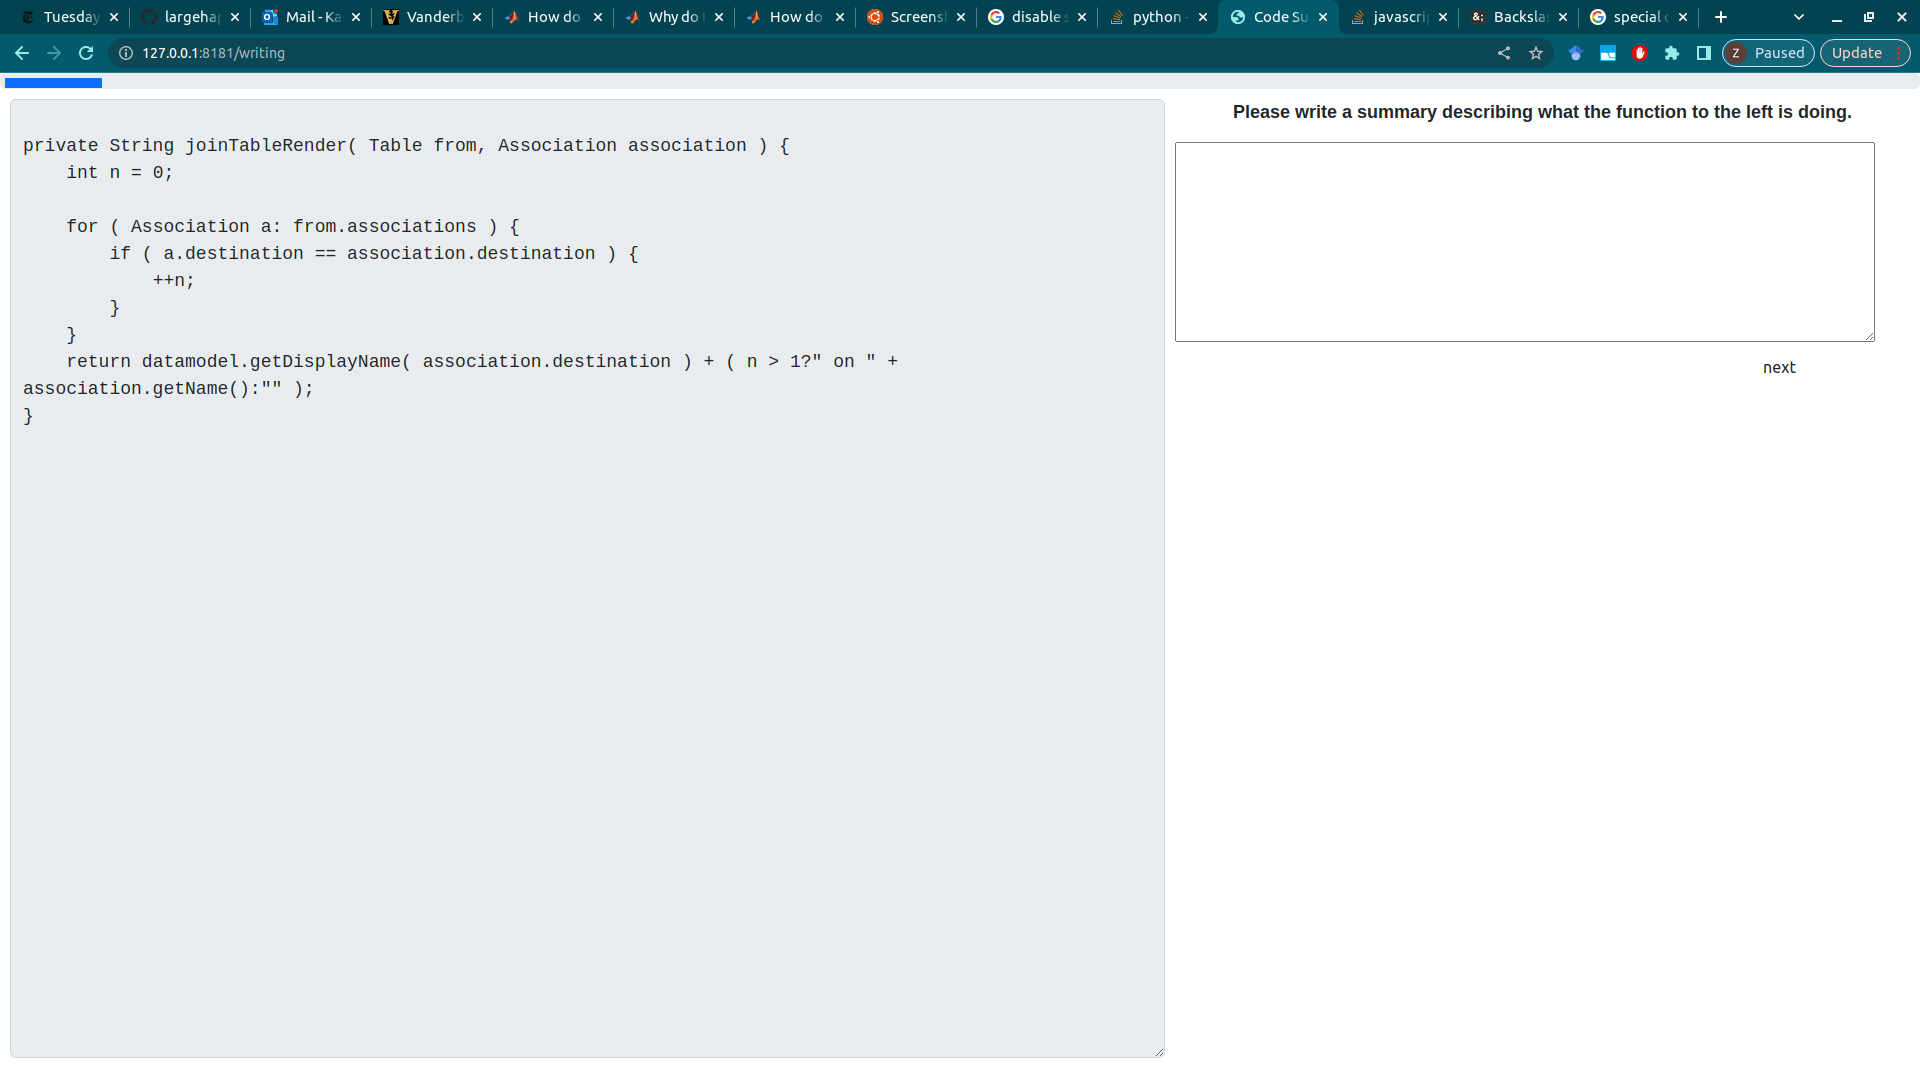 Tuesday
largehap
Mail - Ka
Vanderb
How do
Why do
How do
Screens
disable
python -
Code Su
javascri
Backsla
special
127.0.0.1:8181/writing
Z Paused
Update
private String joinTableRender( Table from, Association association ) {
    int n = 0;
    for ( Association a: from.associations ) {
        if ( a.destination == association.destination ) {
            ++n;
        }
    }
    return datamodel.getDisplayName( association.destination ) + ( n > 1?" on " +
association.getName():"" );
}
Please write a summary describing what the function to the left is doing.
next